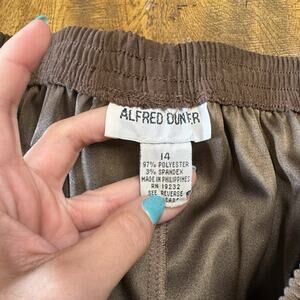 ALFRED DUNER
14
97% POLYESTER
3% SPANDEX
MADE IN PHILIPPINES
RN 19232
SEE REVERSE